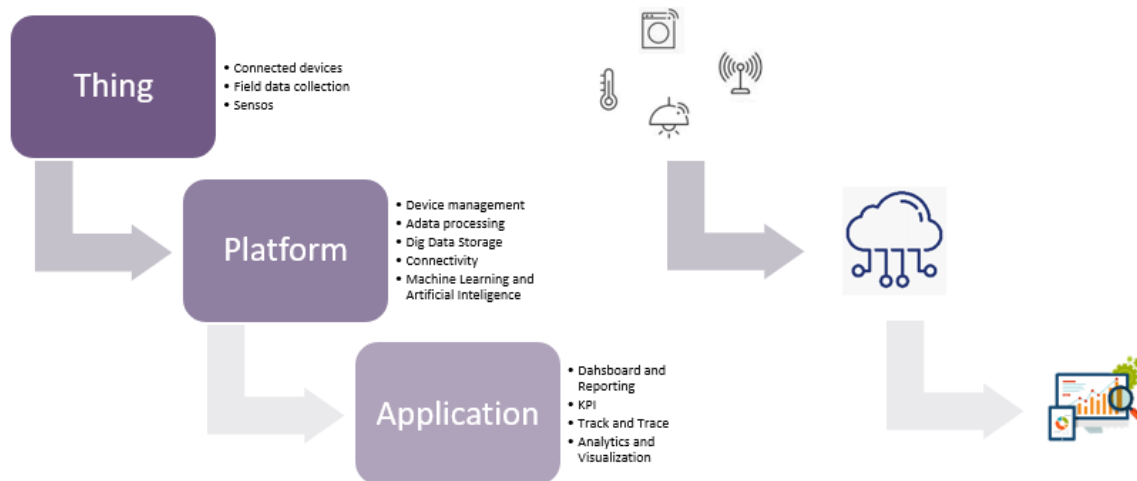 Thing
• Connected devices
• Field data collection
• Sensos
Platform
• Device management
• Adata processing
• Dig Data Storage
• Connectivity
• Machine Learning and
Artificial Inteligence
Application
• Dahsboard and
Reporting
• KPI
• Track and Trace
• Analytics and
Visualization